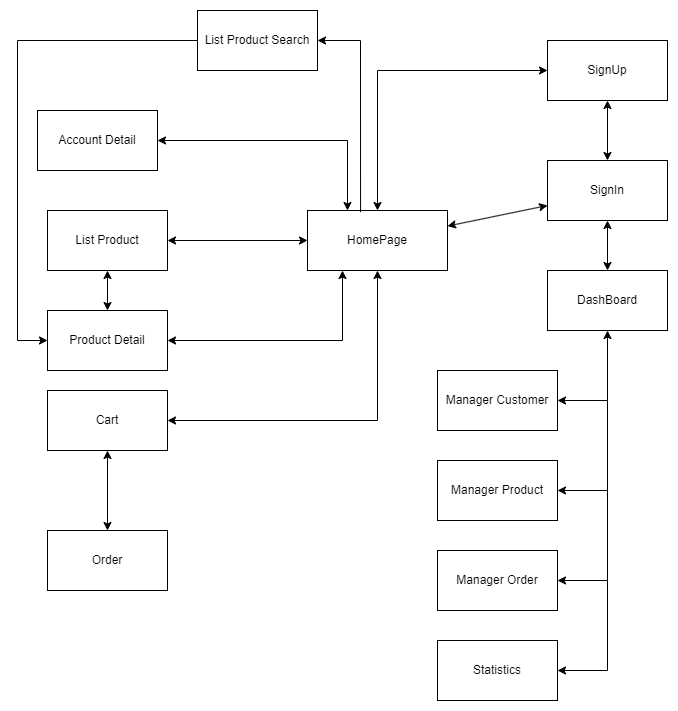 List Product Search
SignUp
Account Detail
SignIn
List Product
HomePage
DashBoard
Product Detail
Manager Customer
Cart
Manager Product
Order
Manager Order
Statistics